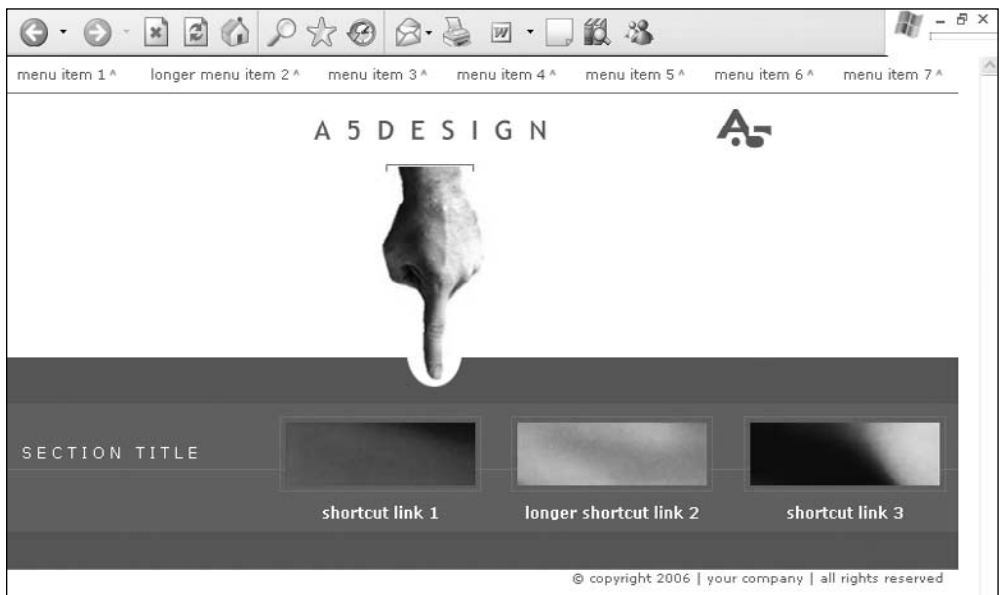 menu item 1 ^ longer menu item 2 ^ menu item 3 ^ menu item 4 ^ menu item 5 ^ menu item 6 ^ menu item 7 ^
A5DESIGN
A5
SECTION TITLE
shortcut link 1 longer shortcut link 2 shortcut link 3
© copyright 2006 | your company | all rights reserved